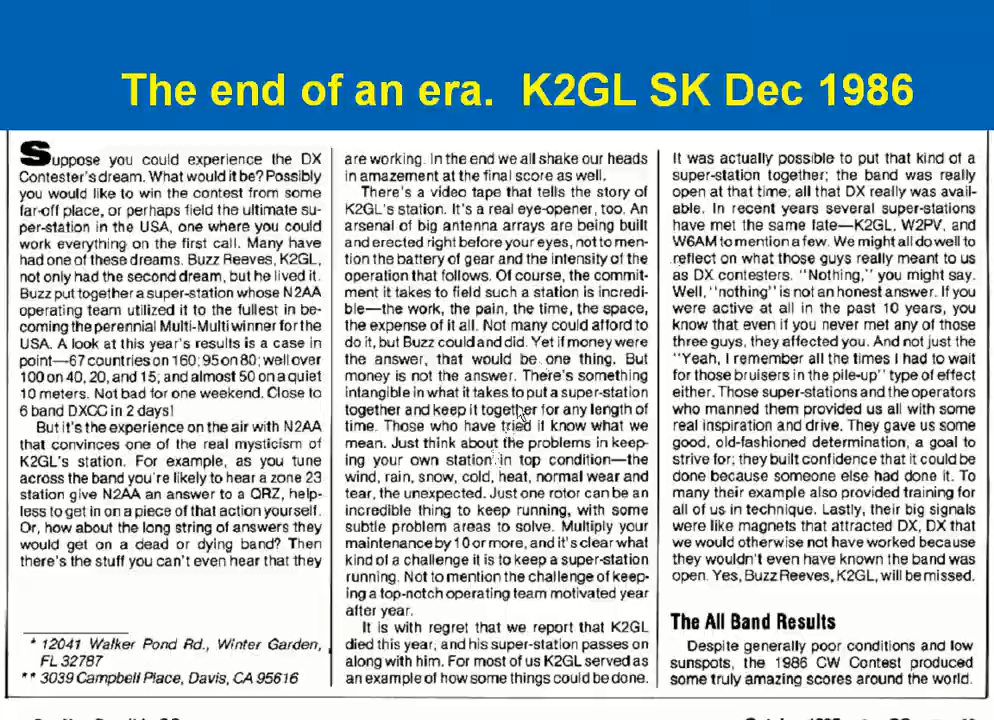 The end of an era. K2GL SK Dec 1986
Suppose you could experience the DX
Contester's dream. What would it be? Possibly
you would like to win the contest from some
far-off place, or perhaps field the ultimate su-
per-station in the USA, one where you could
work everything on the first call. Many have
had one of these dreams. Buzz Reeves, K2GL,
not only had the second dream, but he lived it.
Buzz put together a super-station whose N2AA
operating team utilized it to the fullest in be-
coming the perennial Multi-Multi winner for the
USA. A look at this year's results is a case in
point—67 countries on 160; 95 on 80; well over
100 on 40, 20, and 15; and almost 50 on a quiet
10 meters. Not bad for one weekend. Close to
6 band DXCC in 2 days!
But it's the experience on the air with N2AA
that convinces one of the real mysticism of
K2GL's station. For example, as you tune
across the band you're likely to hear a zone 23
station give N2AA an answer to a QRZ, help-
less to get in on a piece of that action yourself.
Or, how about the long string of answers they
would get on a dead or dying band? Then
there's the stuff you can't even hear that they
* 12041 Walker Pond Rd., Winter Garden,
FL 32787
** 3039 Campbell Place, Davis, CA 95616
are working. In the end we all shake our heads
in amazement at the final score as well.
There's a video tape that tells the story of
K2GL's station. It's a real eye-opener, too. An
arsenal of big antenna arrays are being built
and erected right before your eyes, not to men-
tion the battery of gear and the intensity of the
operation that follows. Of course, the commit-
ment it takes to field such a station is incredi-
ble—the work, the pain, the time, the space,
the expense of it all. Not many could afford to
do it, but Buzz could and did. Yet if money were
the answer, that would be one thing. But
money is not the answer. There's something
intangible in what it takes to put a super-station
together and keep it together for any length of
time. Those who have tried it know what we
mean. Just think about the problems in keep-
ing your own station in top condition—the
wind, rain, snow, cold, heat, normal wear and
tear, the unexpected. Just one rotor can be an
incredible thing to keep running, with some
subtle problem areas to solve. Multiply your
maintenance by 10 or more, and it's clear what
kind of a challenge it is to keep a super-station
running. Not to mention the challenge of keep-
ing a top-notch operating team motivated year
after year.
It is with regret that we report that K2GL
died this year, and his super-station passes on
along with him. For most of us K2GL served as
an example of how some things could be done.
It was actually possible to put that kind of a
super-station together; the band was really
open at that time; all that DX really was avail-
able. In recent years several super-stations
have met the same fate—K2GL, W2PV, and
W6AM to mention a few. We might all do well to
reflect on what those guys really meant to us
as DX contesters. "Nothing," you might say.
Well, "nothing" is not an honest answer. If you
were active at all in the past 10 years, you
know that even if you never met any of those
three guys, they affected you. And not just the
"Yeah, I remember all the times I had to wait
for those bruisers in the pile-up" type of effect
either. Those super-stations and the operators
who manned them provided us all with some
real inspiration and drive. They gave us some
good, old-fashioned determination, a goal to
strive for; they built confidence that it could be
done because someone else had done it. To
many their example also provided training for
all of us in technique. Lastly, their big signals
were like magnets that attracted DX, DX that
we would otherwise not have worked because
they wouldn't even have known the band was
open. Yes, Buzz Reeves, K2GL, will be missed.
The All Band Results
Despite generally poor conditions and low
sunspots, the 1986 CW Contest produced
some truly amazing scores around the world.